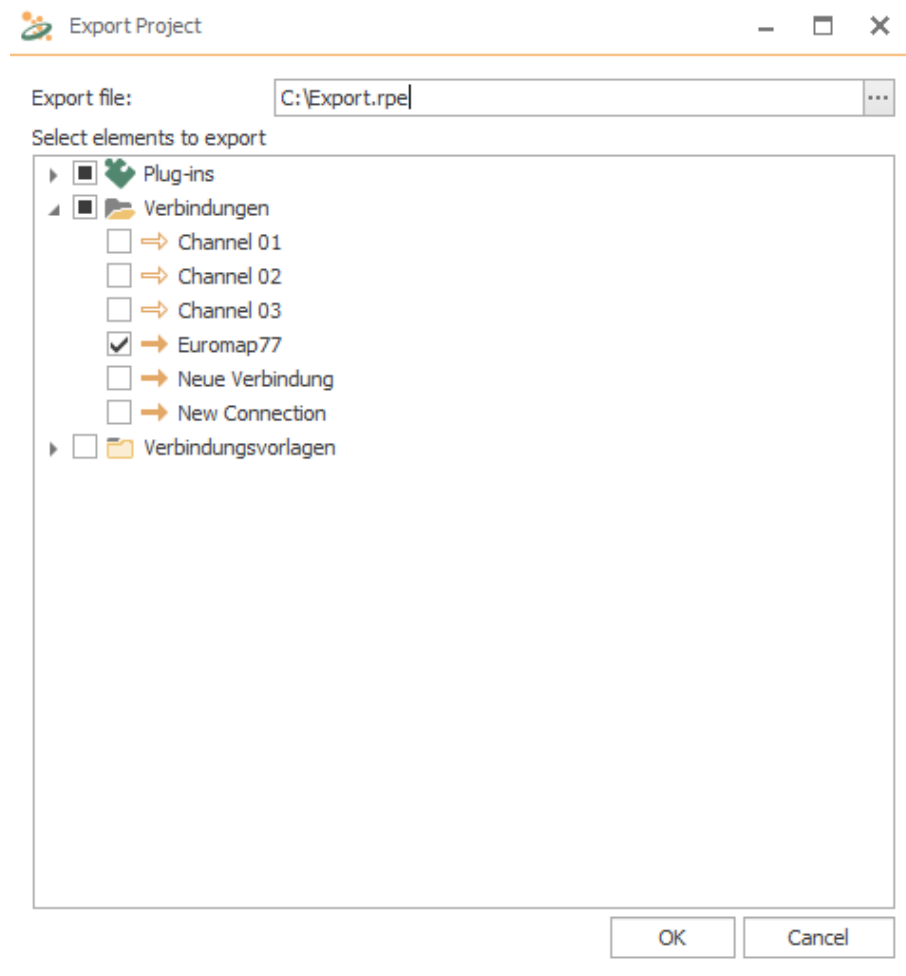 Export Project
Export file: C:\Export.rpe
Select elements to export
Plug-ins
Verbindungen
Channel 01
Channel 02
Channel 03
Euromap77
Neue Verbindung
New Connection
Verbindungsvorlagen
OK Cancel